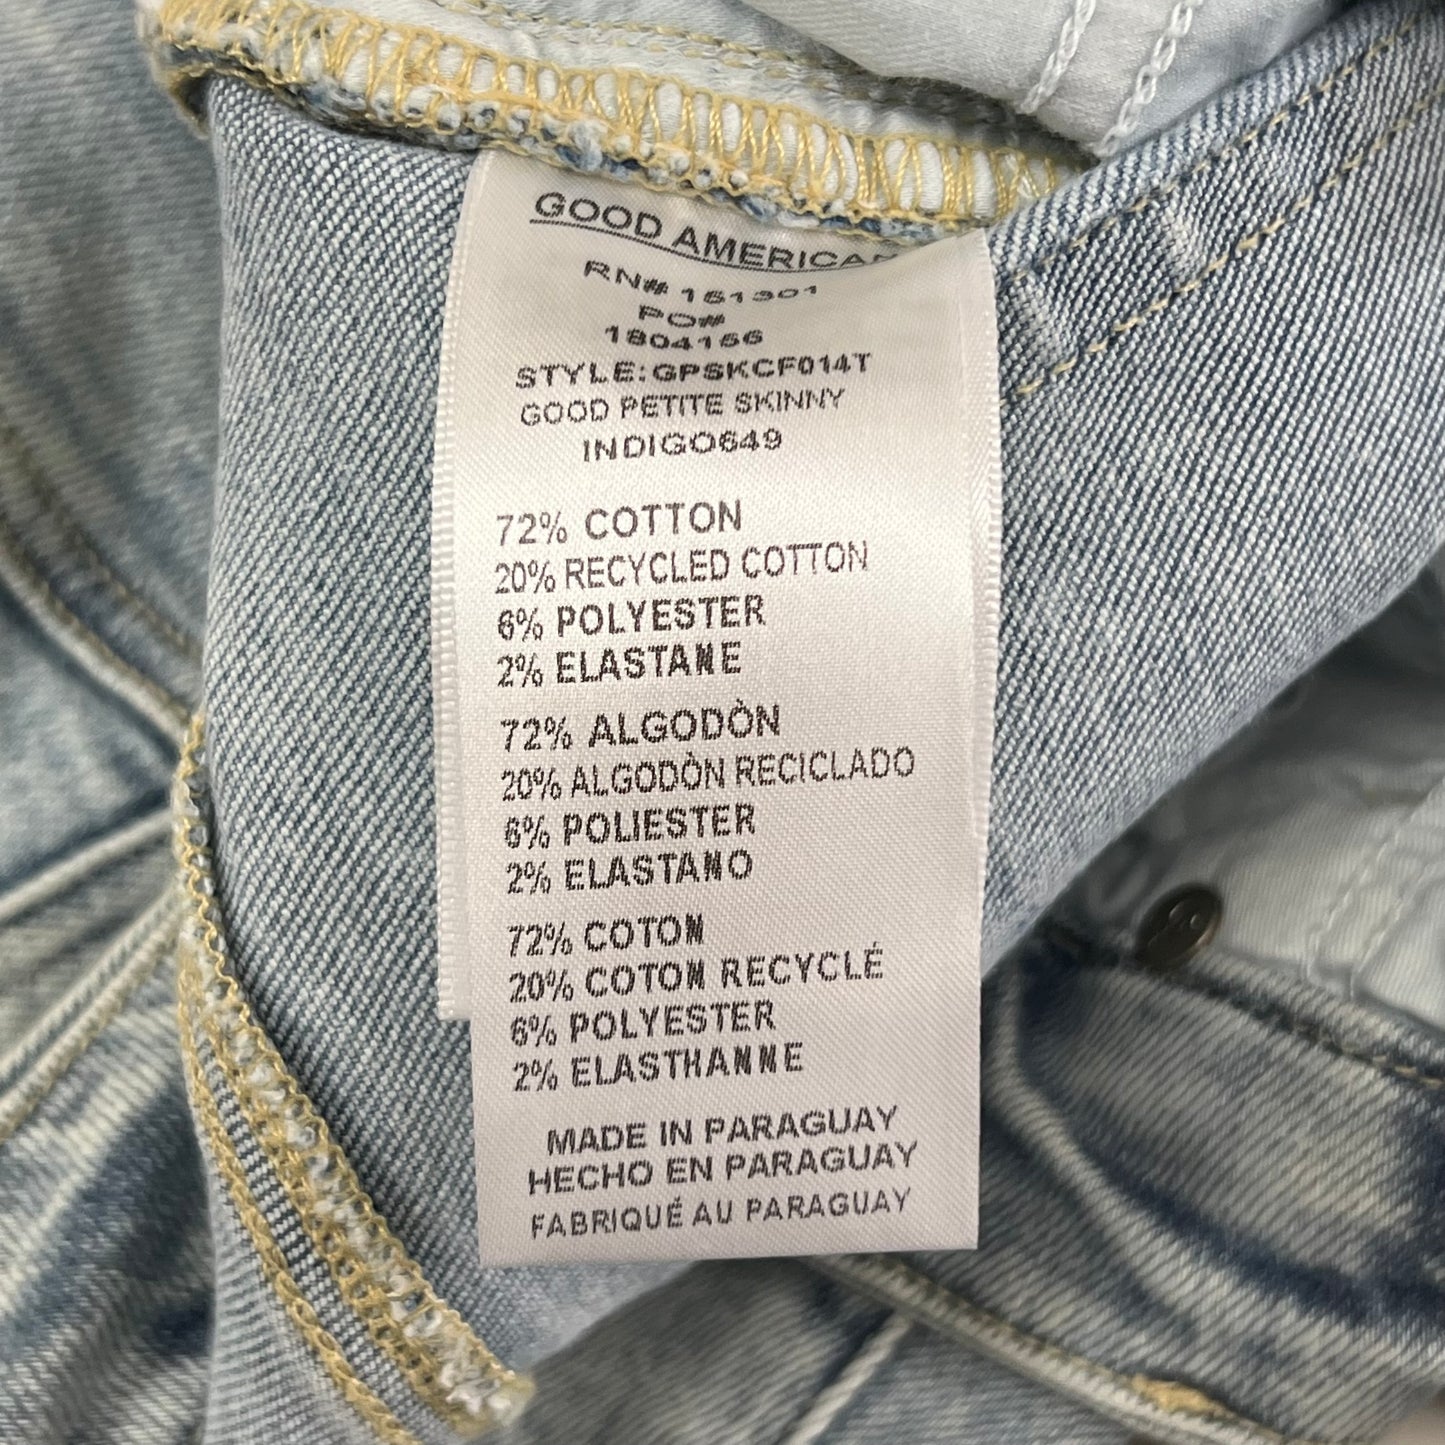 GOOD AMERICAN
RN# 151301
PO#
1804156
STYLE:GPSKCF014T
GOOD PETITE SKINNY
INDIGO649
72% COTTON
20% RECYCLED COTTON
6% POLYESTER
2% ELASTANE
72% ALGODÒN
20% ALGODÒN RECICLADO
6% POLIESTER
2% ELASTANO
72% COTON
20% COTON RECYCLÉ
6% POLYESTER
2% ELASTHANNE
MADE IN PARAGUAY
HECHO EN PARAGUAY
FABRIQUÉ AU PARAGUAY